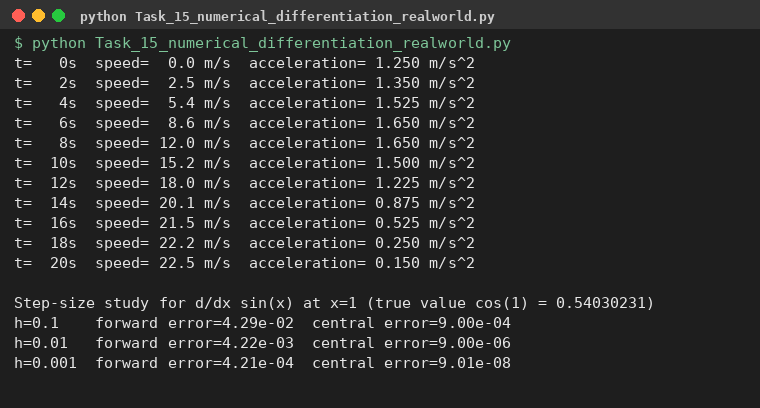 python Task_15_numerical_differentiation_realworld.py
$ python Task_15_numerical_differentiation_realworld.py
t=   0s  speed=  0.0 m/s  acceleration= 1.250 m/s^2
t=   2s  speed=  2.5 m/s  acceleration= 1.350 m/s^2
t=   4s  speed=  5.4 m/s  acceleration= 1.525 m/s^2
t=   6s  speed=  8.6 m/s  acceleration= 1.650 m/s^2
t=   8s  speed= 12.0 m/s  acceleration= 1.650 m/s^2
t=  10s  speed= 15.2 m/s  acceleration= 1.500 m/s^2
t=  12s  speed= 18.0 m/s  acceleration= 1.225 m/s^2
t=  14s  speed= 20.1 m/s  acceleration= 0.875 m/s^2
t=  16s  speed= 21.5 m/s  acceleration= 0.525 m/s^2
t=  18s  speed= 22.2 m/s  acceleration= 0.250 m/s^2
t=  20s  speed= 22.5 m/s  acceleration= 0.150 m/s^2
Step-size study for d/dx sin(x) at x=1 (true value cos(1) = 0.54030231)
h=0.1    forward error=4.29e-02  central error=9.00e-04
h=0.01   forward error=4.22e-03  central error=9.00e-06
h=0.001  forward error=4.21e-04  central error=9.01e-08